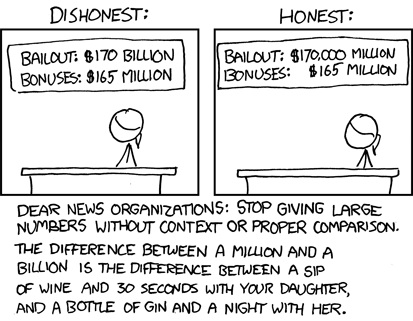 DISHONEST:
BAILOUT: $170 BILLION
BONUSES: $165 MILLION
HONEST:
BAILOUT: $170,000 MILLION
BONUSES: $165 MILLION
DEAR NEWS ORGANIZATIONS: STOP GIVING LARGE
NUMBERS WITHOUT CONTEXT OR PROPER COMPARISON.
THE DIFFERENCE BETWEEN A MILLION AND A
BILLION IS THE DIFFERENCE BETWEEN A SIP
OF WINE AND 30 SECONDS WITH YOUR DAUGHTER,
AND A BOTTLE OF GIN AND A NIGHT WITH HER.